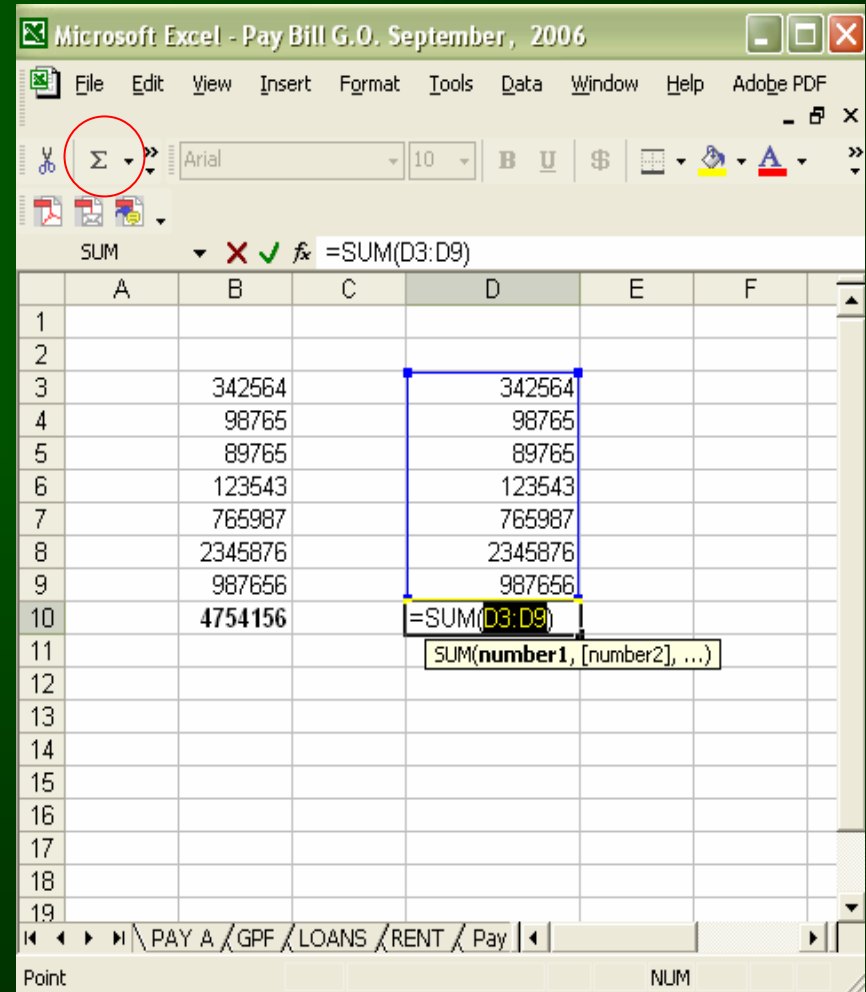 Microsoft Excel - Pay Bill G.O. September, 2006
File Edit View Insert Format Tools Data Window Help Adobe PDF
Σ Arial 10 B U $ A
SUM fx =SUM(D3:D9)
A B C D E F
1
2
3 342564 342564
4 98765 98765
5 89765 89765
6 123543 123543
7 765987 765987
8 2345876 2345876
9 987656 987656
10 4754156 =SUM(D3:D9)
11 SUM(number1, [number2], ...)
12
13
14
15
16
17
18
19
PAY A / GPF / LOANS / RENT / Pay
Point NUM